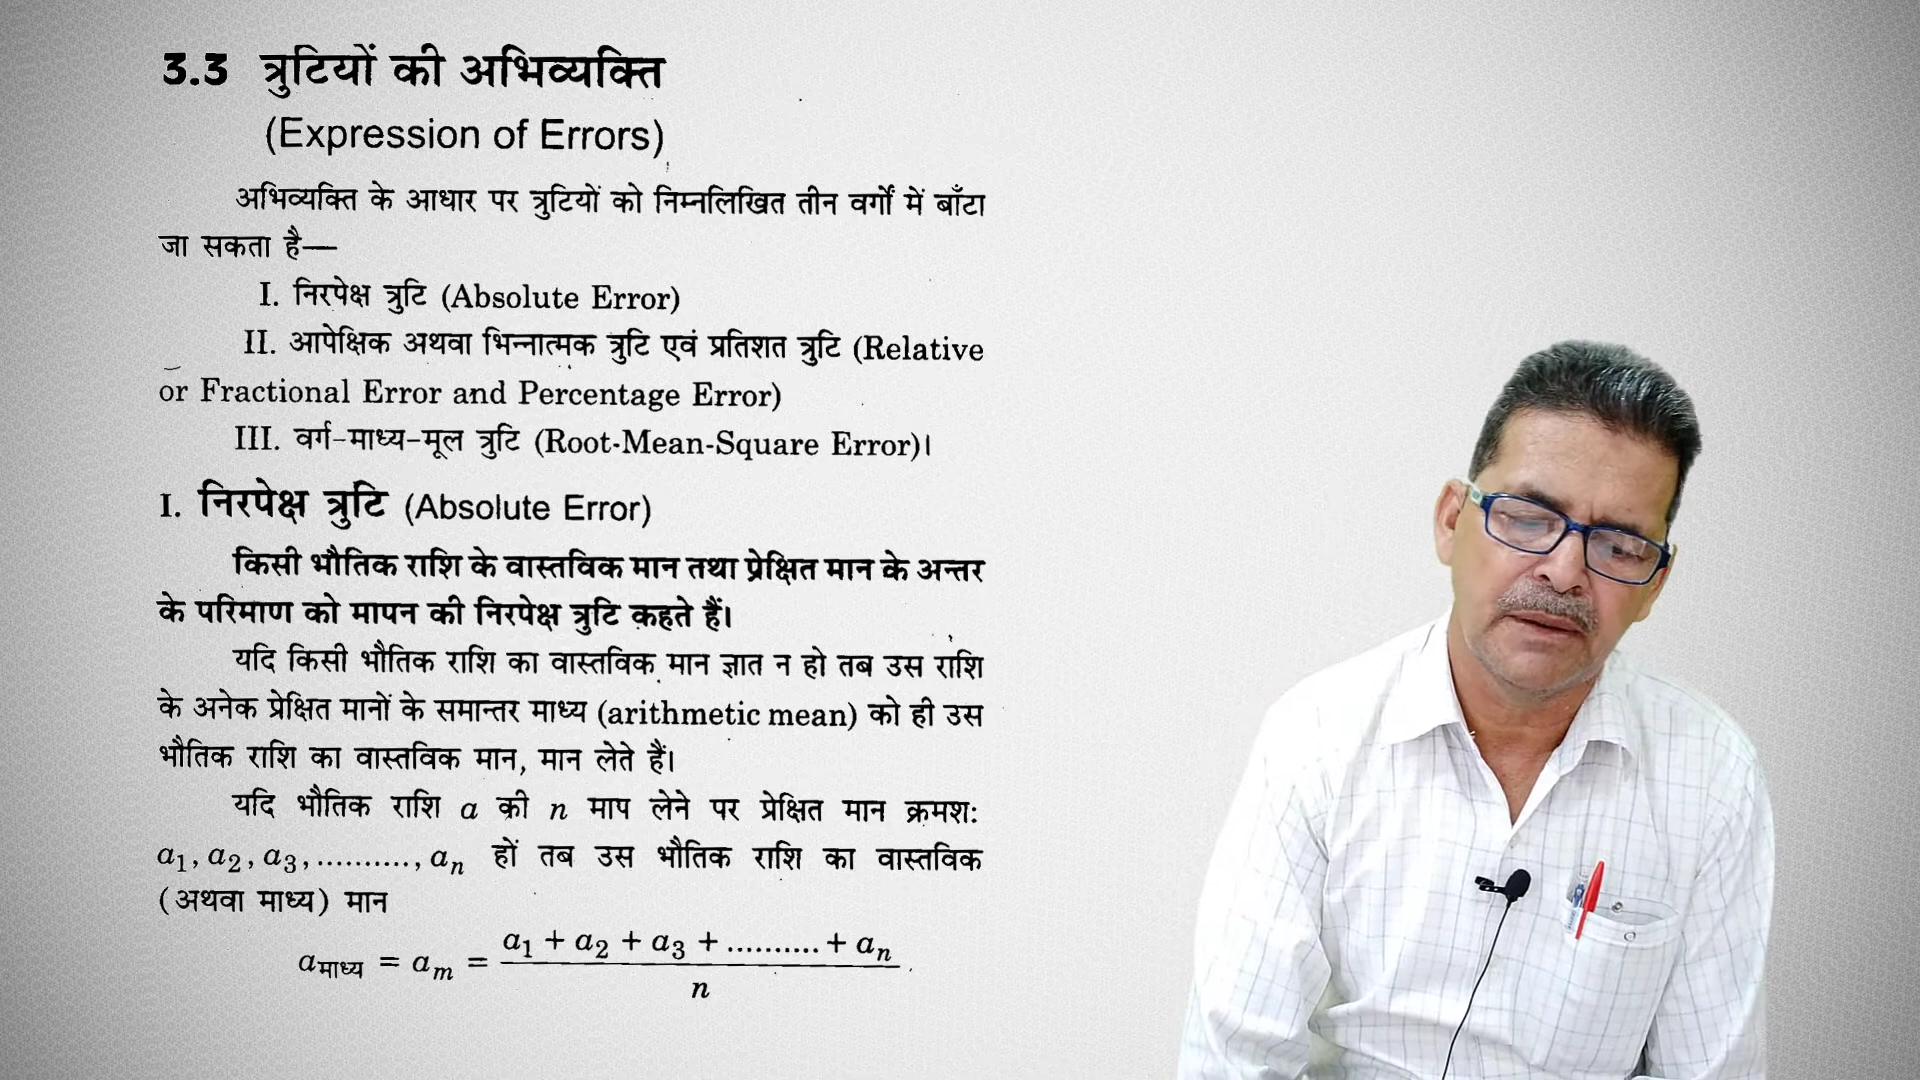 3.3 त्रुटियों की अभिव्यक्ति
(Expression of Errors)
अभिव्यक्ति के आधार पर त्रुटियों को निम्नलिखित तीन वर्गों में बाँटा
जा सकता है—
I. निरपेक्ष त्रुटि (Absolute Error)
II. आपेक्षिक अथवा भिन्नात्मक त्रुटि एवं प्रतिशत त्रुटि (Relative
or Fractional Error and Percentage Error)
III. वर्ग-माध्य-मूल त्रुटि (Root-Mean-Square Error)।
I. निरपेक्ष त्रुटि (Absolute Error)
किसी भौतिक राशि के वास्तविक मान तथा प्रेक्षित मान के अन्तर
के परिमाण को मापन की निरपेक्ष त्रुटि कहते हैं।
यदि किसी भौतिक राशि का वास्तविक मान ज्ञात न हो तब उस राशि
के अनेक प्रेक्षित मानों के समान्तर माध्य (arithmetic mean) को ही उस
भौतिक राशि का वास्तविक मान, मान लेते हैं।
यदि भौतिक राशि a की n माप लेने पर प्रेक्षित मान क्रमशः
a₁, a₂, a₃, .........., aₙ हों तब उस भौतिक राशि का वास्तविक
(अथवा माध्य) मान
a माध्य = aₘ = (a₁ + a₂ + a₃ + .......... + aₙ) / n